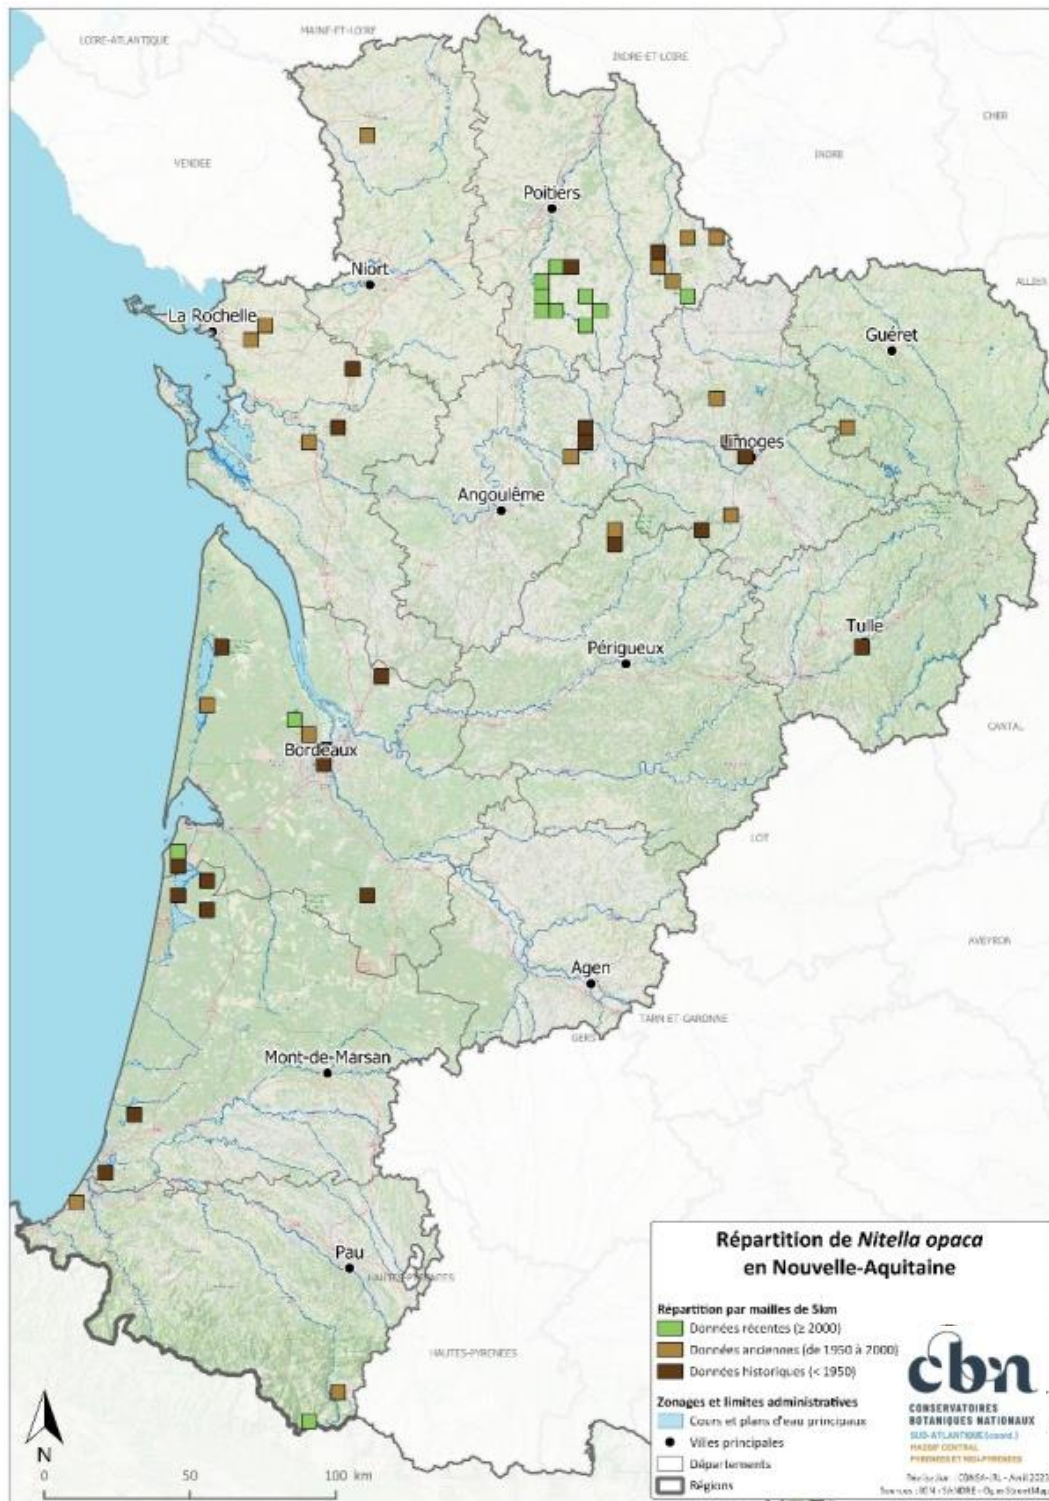 LOIRE-ATLANTIQUE
MAINE-ET-LOIRE
INDRE-ET-LOIRE
CHER
INDRE
VENDEE
Poitiers
Niort
ALLIER
La Rochelle
Guéret
Limoges
Angoulême
Tulle
Périgueux
CANTAL
Bordeaux
LOT
AVEYRON
Agen
TARN-ET-GARONNE
GERS
Mont-de-Marsan
Pau
HAUTES-PYRENEES
HAUTES-PYRENEES
Répartition de Nitella opaca
en Nouvelle-Aquitaine
Répartition par mailles de 5km
Données récentes (≥ 2000)
Données anciennes (de 1950 à 2000)
Données historiques (< 1950)
Zonages et limites administratives
Cours et plans d'eau principaux
Villes principales
Départements
Régions
cbn
CONSERVATOIRES
BOTANIQUES NATIONAUX
SUD-ATLANTIQUE (coord.)
MASSIF CENTRAL
PYRENEES ET MIDI-PYRENEES
N
0 50 100 km